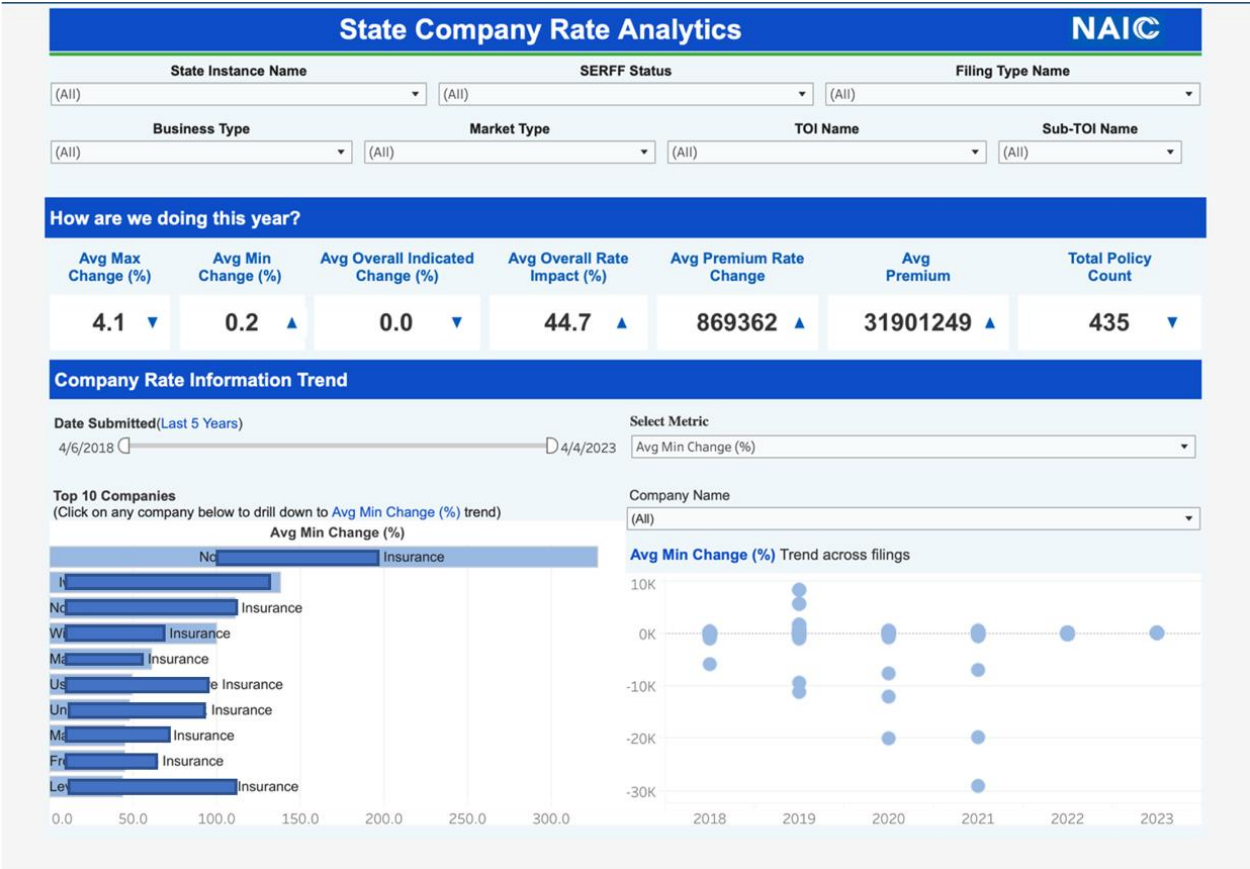 State Company Rate Analytics
NAIC
State Instance Name
SERFF Status
Filing Type Name
(All)
(All)
(All)
Business Type
Market Type
TOI Name
Sub-TOI Name
(All)
(All)
(All)
(All)
How are we doing this year?
Avg Max
Change (%)
Avg Min
Change (%)
Avg Overall Indicated
Change (%)
Avg Overall Rate
Impact (%)
Avg Premium Rate
Change
Avg
Premium
Total Policy
Count
4.1
0.2
0.0
44.7
869362
31901249
435
Company Rate Information Trend
Date Submitted(Last 5 Years)
4/6/2018
4/4/2023
Select Metric
Avg Min Change (%)
Top 10 Companies
(Click on any company below to drill down to Avg Min Change (%) trend)
Avg Min Change (%)
Insurance
Insurance
Insurance
Insurance
Insurance
Insurance
Insurance
Insurance
Insurance
0.0 50.0 100.0 150.0 200.0 250.0 300.0
Company Name
(All)
Avg Min Change (%) Trend across filings
10K
0K
-10K
-20K
-30K
2018 2019 2020 2021 2022 2023